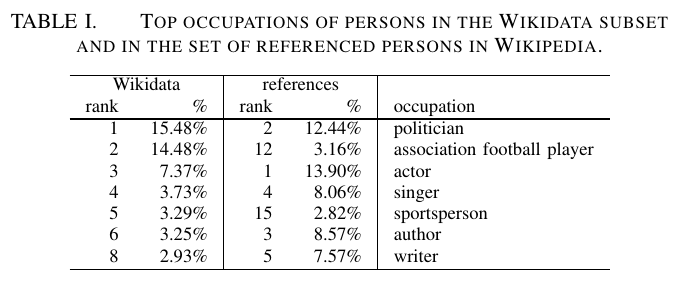 TABLE I. TOP OCCUPATIONS OF PERSONS IN THE WIKIDATA SUBSET
AND IN THE SET OF REFERENCED PERSONS IN WIKIPEDIA.
Wikidata references
rank % rank % occupation
1 15.48% 2 12.44% politician
2 14.48% 12 3.16% association football player
3 7.37% 1 13.90% actor
4 3.73% 4 8.06% singer
5 3.29% 15 2.82% sportsperson
6 3.25% 3 8.57% author
8 2.93% 5 7.57% writer